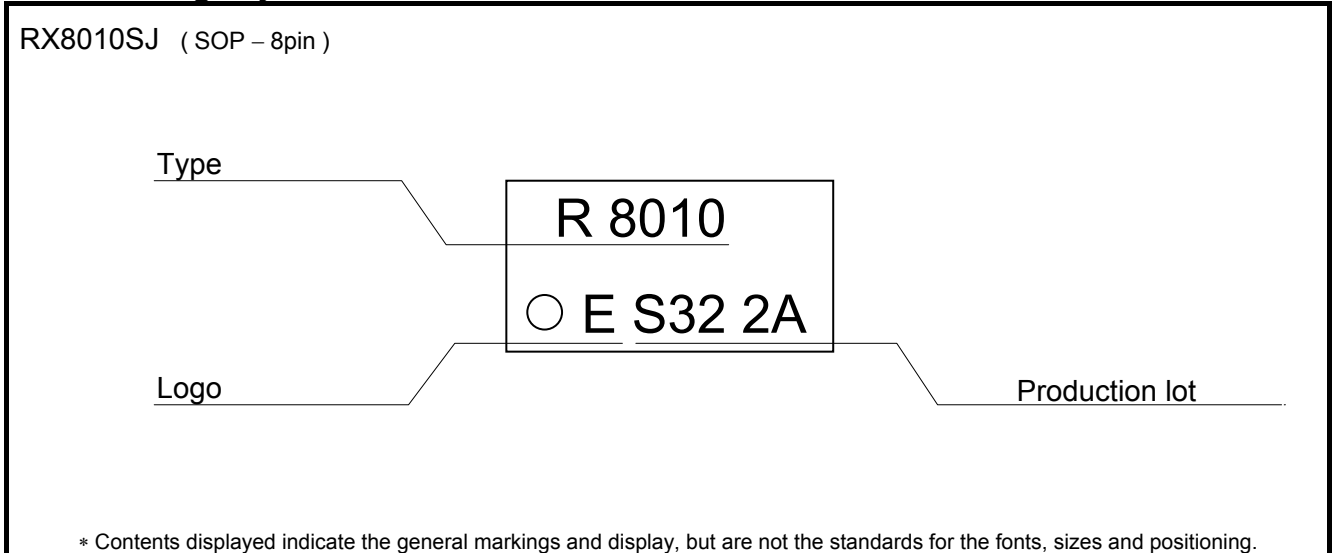 RX8010SJ ( SOP – 8pin )
Type
R 8010
E S32 2A
Logo
Production lot
* Contents displayed indicate the general markings and display, but are not the standards for the fonts, sizes and positioning.